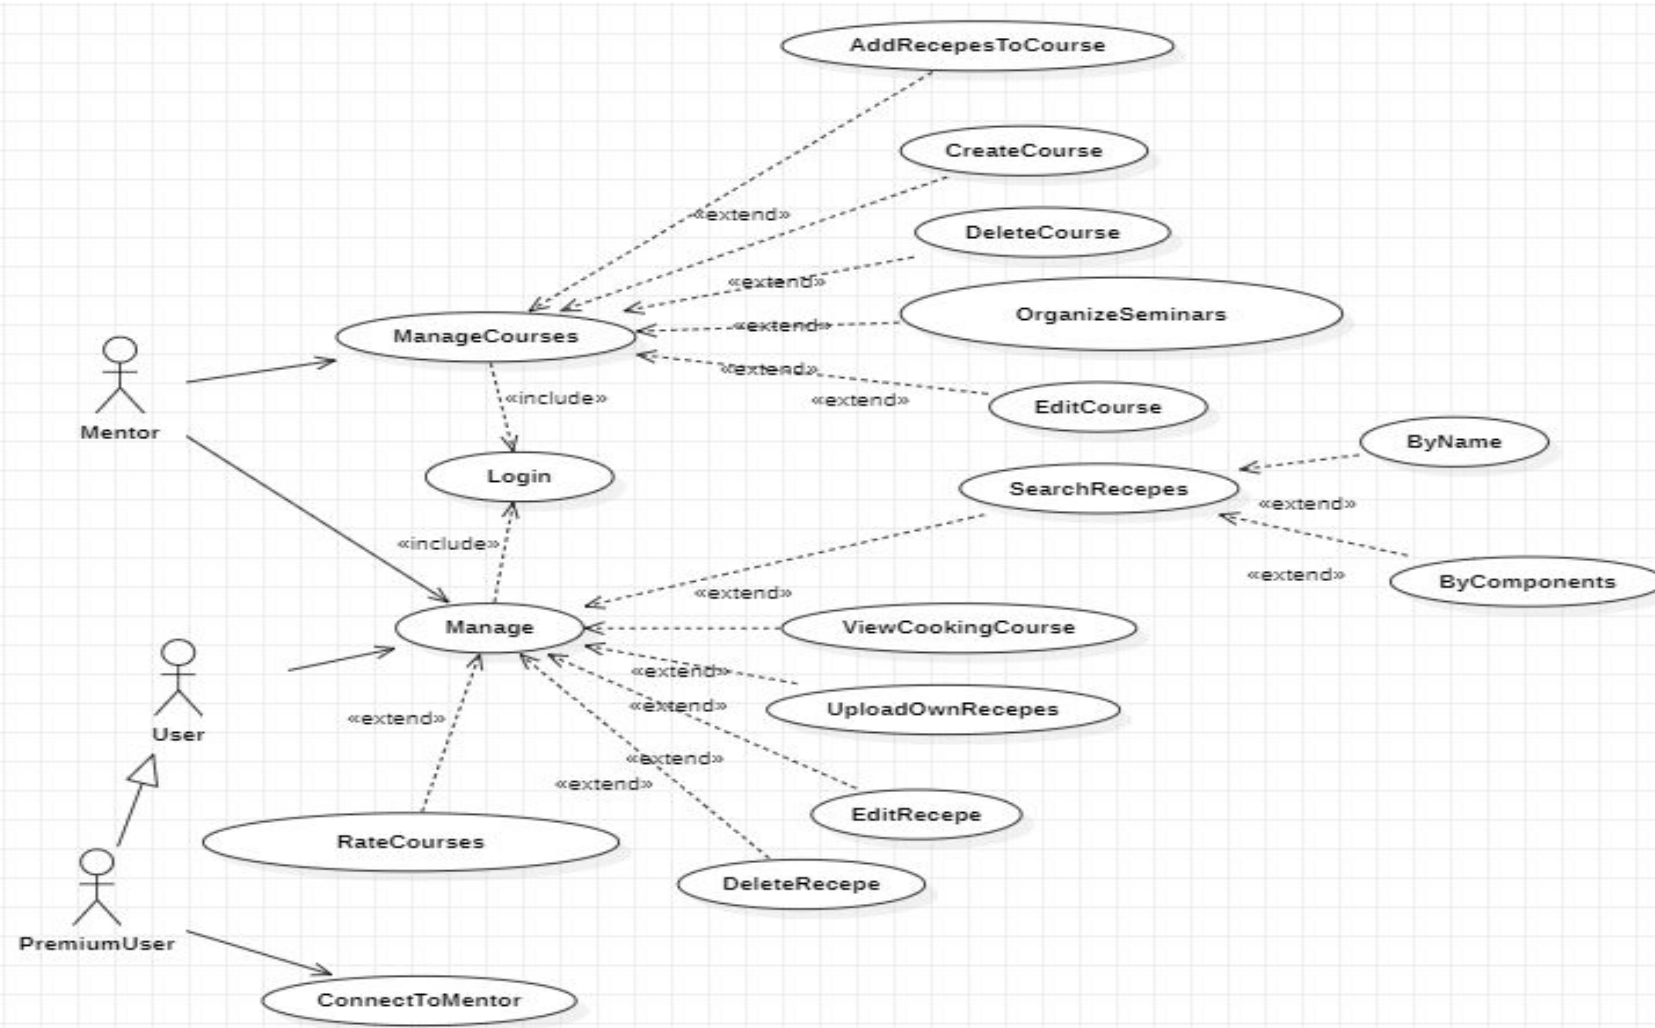 AddRecepesToCourse
CreateCourse
«extend»
DeleteCourse
«extend»
OrganizeSeminars
«extend»
ManageCourses
«extend»
«include»
«extend»
EditCourse
Mentor
ByName
Login
SearchRecepes
«extend»
«include»
«extend»
ByComponents
«extend»
Manage
ViewCookingCourse
«extend»
«extend»
UploadOwnRecepes
«extend»
User
«extend»
«extend»
EditRecepe
RateCourses
DeleteRecepe
PremiumUser
ConnectToMentor